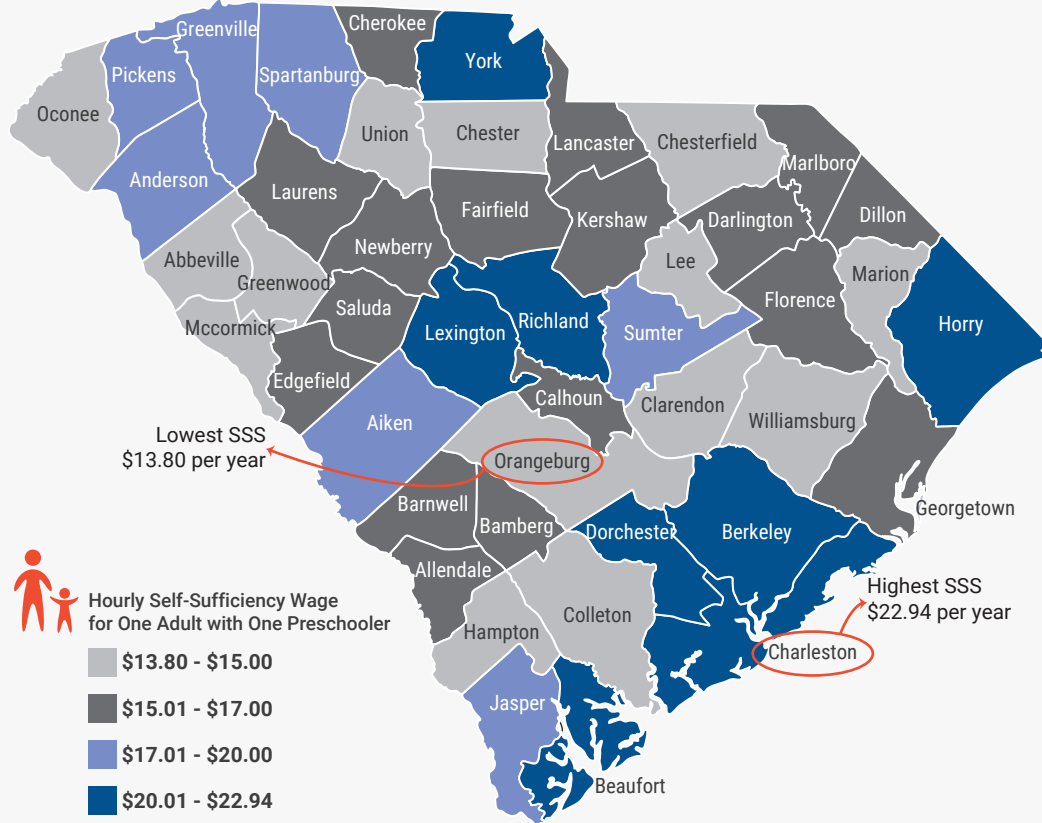 Cherokee
Greenville
York
Pickens
Spartanburg
Oconee
Union
Chester
Lancaster
Chesterfield
Marlboro
Anderson
Laurens
Fairfield
Kershaw
Darlington
Dillon
Newberry
Abbeville
Greenwood
Lee
Marion
Saluda
Florence
Mccormick
Lexington
Richland
Sumter
Horry
Edgefield
Calhoun
Clarendon
Williamsburg
Aiken
Lowest SSS
$13.80 per year
Orangeburg
Barnwell
Georgetown
Bamberg
Dorchester
Berkeley
Allendale
Highest SSS
$22.94 per year
Hourly Self-Sufficiency Wage
for One Adult with One Preschooler
Colleton
Hampton
Charleston
$13.80 - $15.00
Jasper
$15.01 - $17.00
$17.01 - $20.00
Beaufort
$20.01 - $22.94